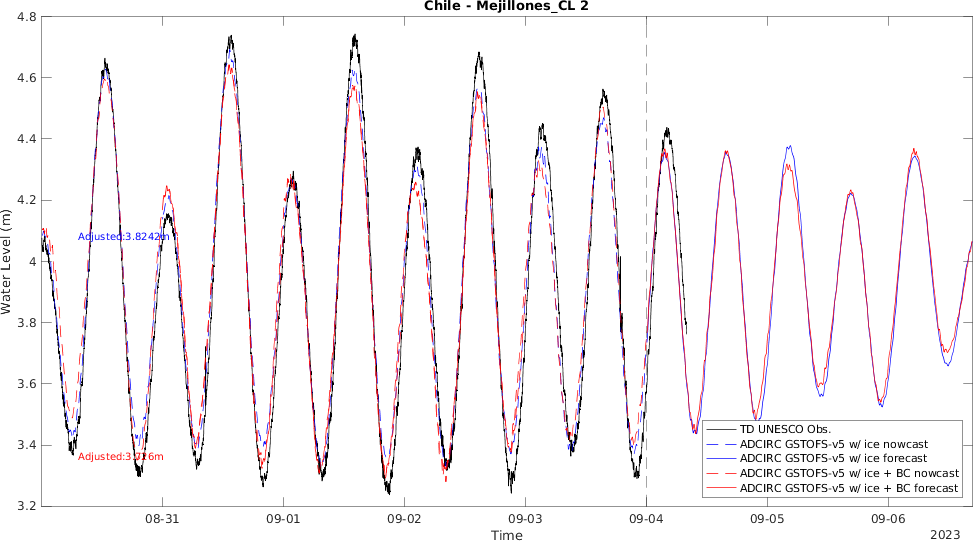 Chile - Mejillones_CL 2
4.8
4.6
4.4
4.2
4
3.8
3.6
3.4
3.2
Water Level (m)
Adjusted:3.8242m
Adjusted:3.7 6m
TD UNESCO Obs.
ADCIRC GSTOFS-v5 w/ ice nowcast
ADCIRC GSTOFS-v5 w/ ice forecast
ADCIRC GSTOFS-v5 w/ ice + BC nowcast
ADCIRC GSTOFS-v5 w/ ice + BC forecast
08-31 09-01 09-02 09-03 09-04 09-05 09-06
Time 2023